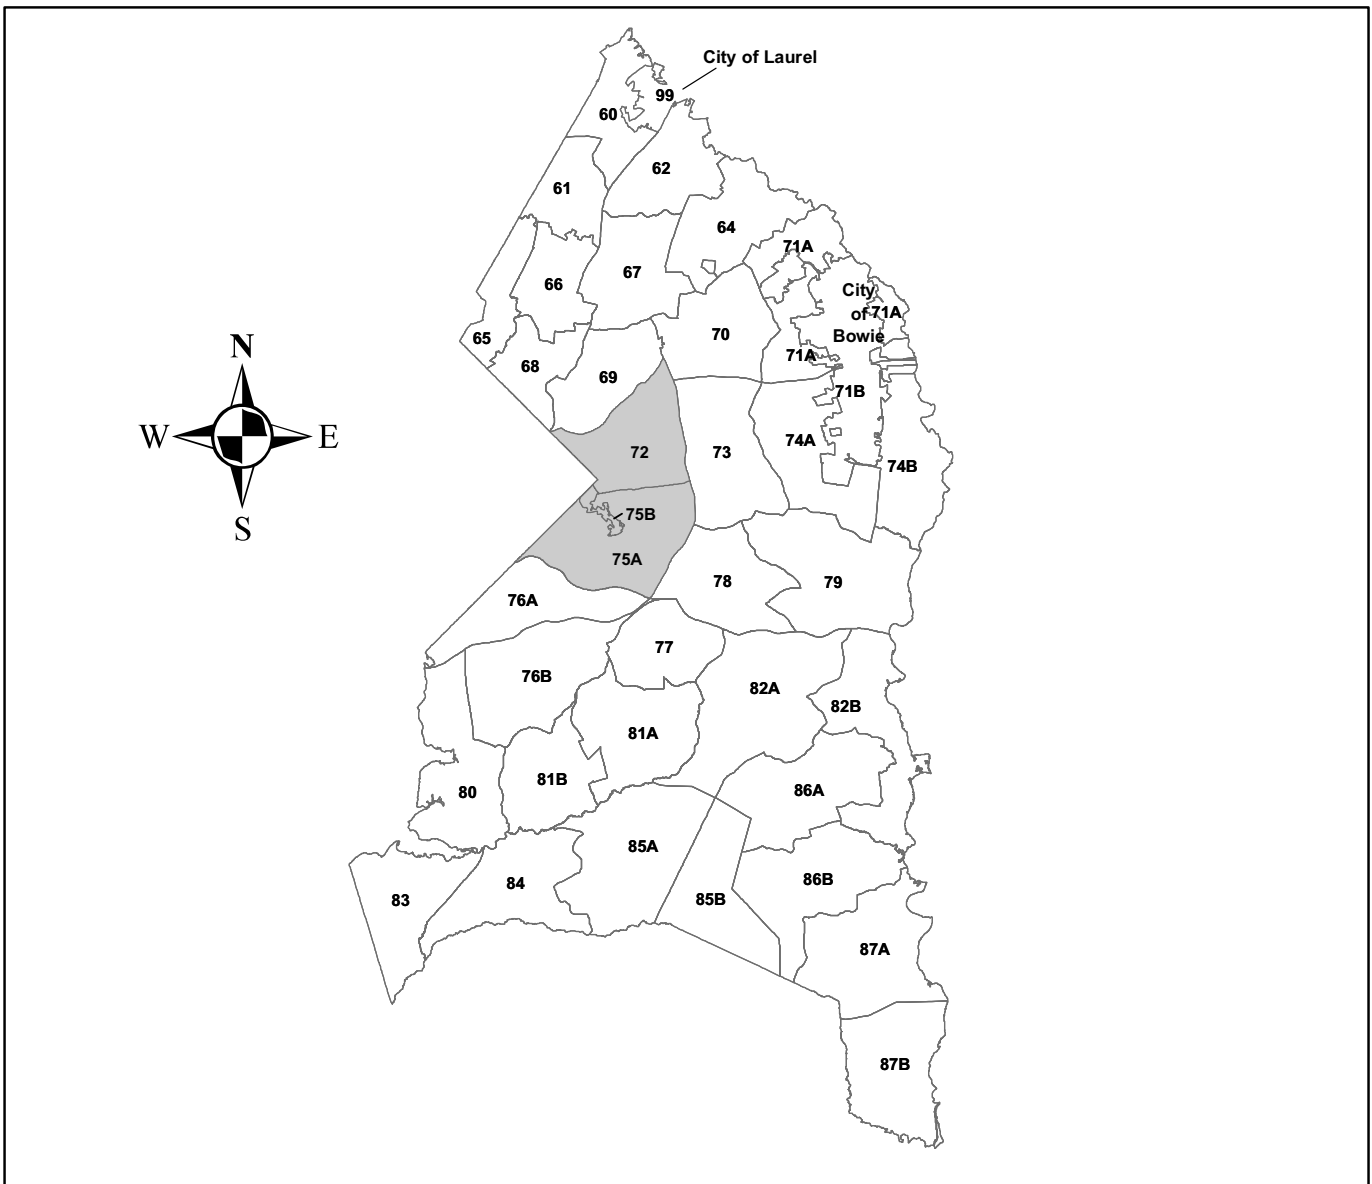 City of Laurel
99
60
62
61
64
71A
67
66
City
of
Bowie
71A
65
70
68
71A
69
71B
72
73
74A
74B
75B
75A
78
79
76A
77
76B
82A
82B
81A
81B
80
86A
85A
86B
84
83
85B
87A
87B
N
W
E
S